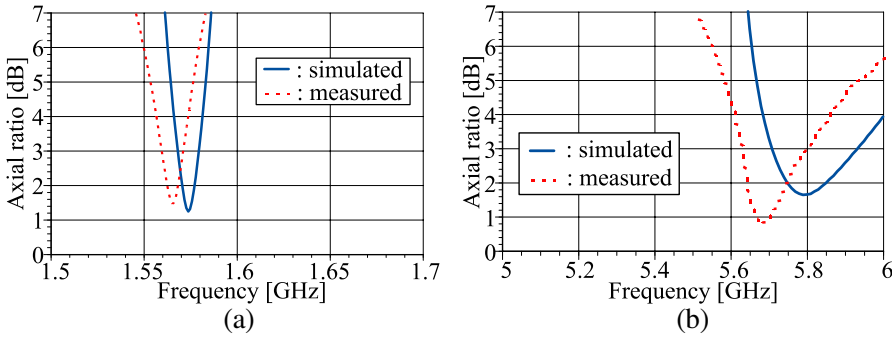 7
6
5
4
3
2
1
0
Axial ratio [dB]
: simulated
: measured
1.5 1.55 1.6 1.65 1.7
Frequency [GHz]
(a)
7
6
5
4
3
2
1
0
Axial ratio [dB]
: simulated
: measured
5 5.2 5.4 5.6 5.8 6
Frequency [GHz]
(b)